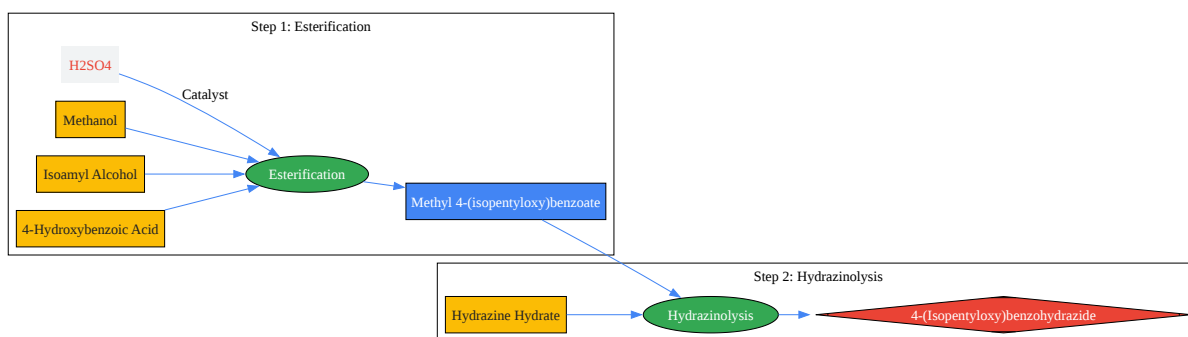 Step 1: Esterification
H2SO4
Catalyst
Methanol
Isoamyl Alcohol
Esterification
4-Hydroxybenzoic Acid
Methyl 4-(isopentyloxy)benzoate
Step 2: Hydrazinolysis
Hydrazine Hydrate
Hydrazinolysis
4-(Isopentyloxy)benzohydrazide